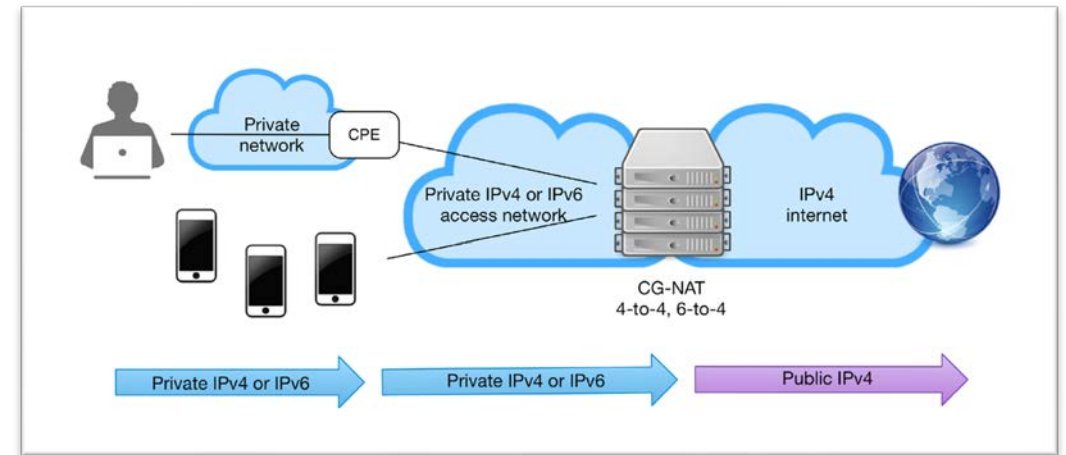 Private
network
CPE
Private IPv4 or IPv6
access network
IPv4
internet
CG-NAT
4-to-4, 6-to-4
Private IPv4 or IPv6
Private IPv4 or IPv6
Public IPv4